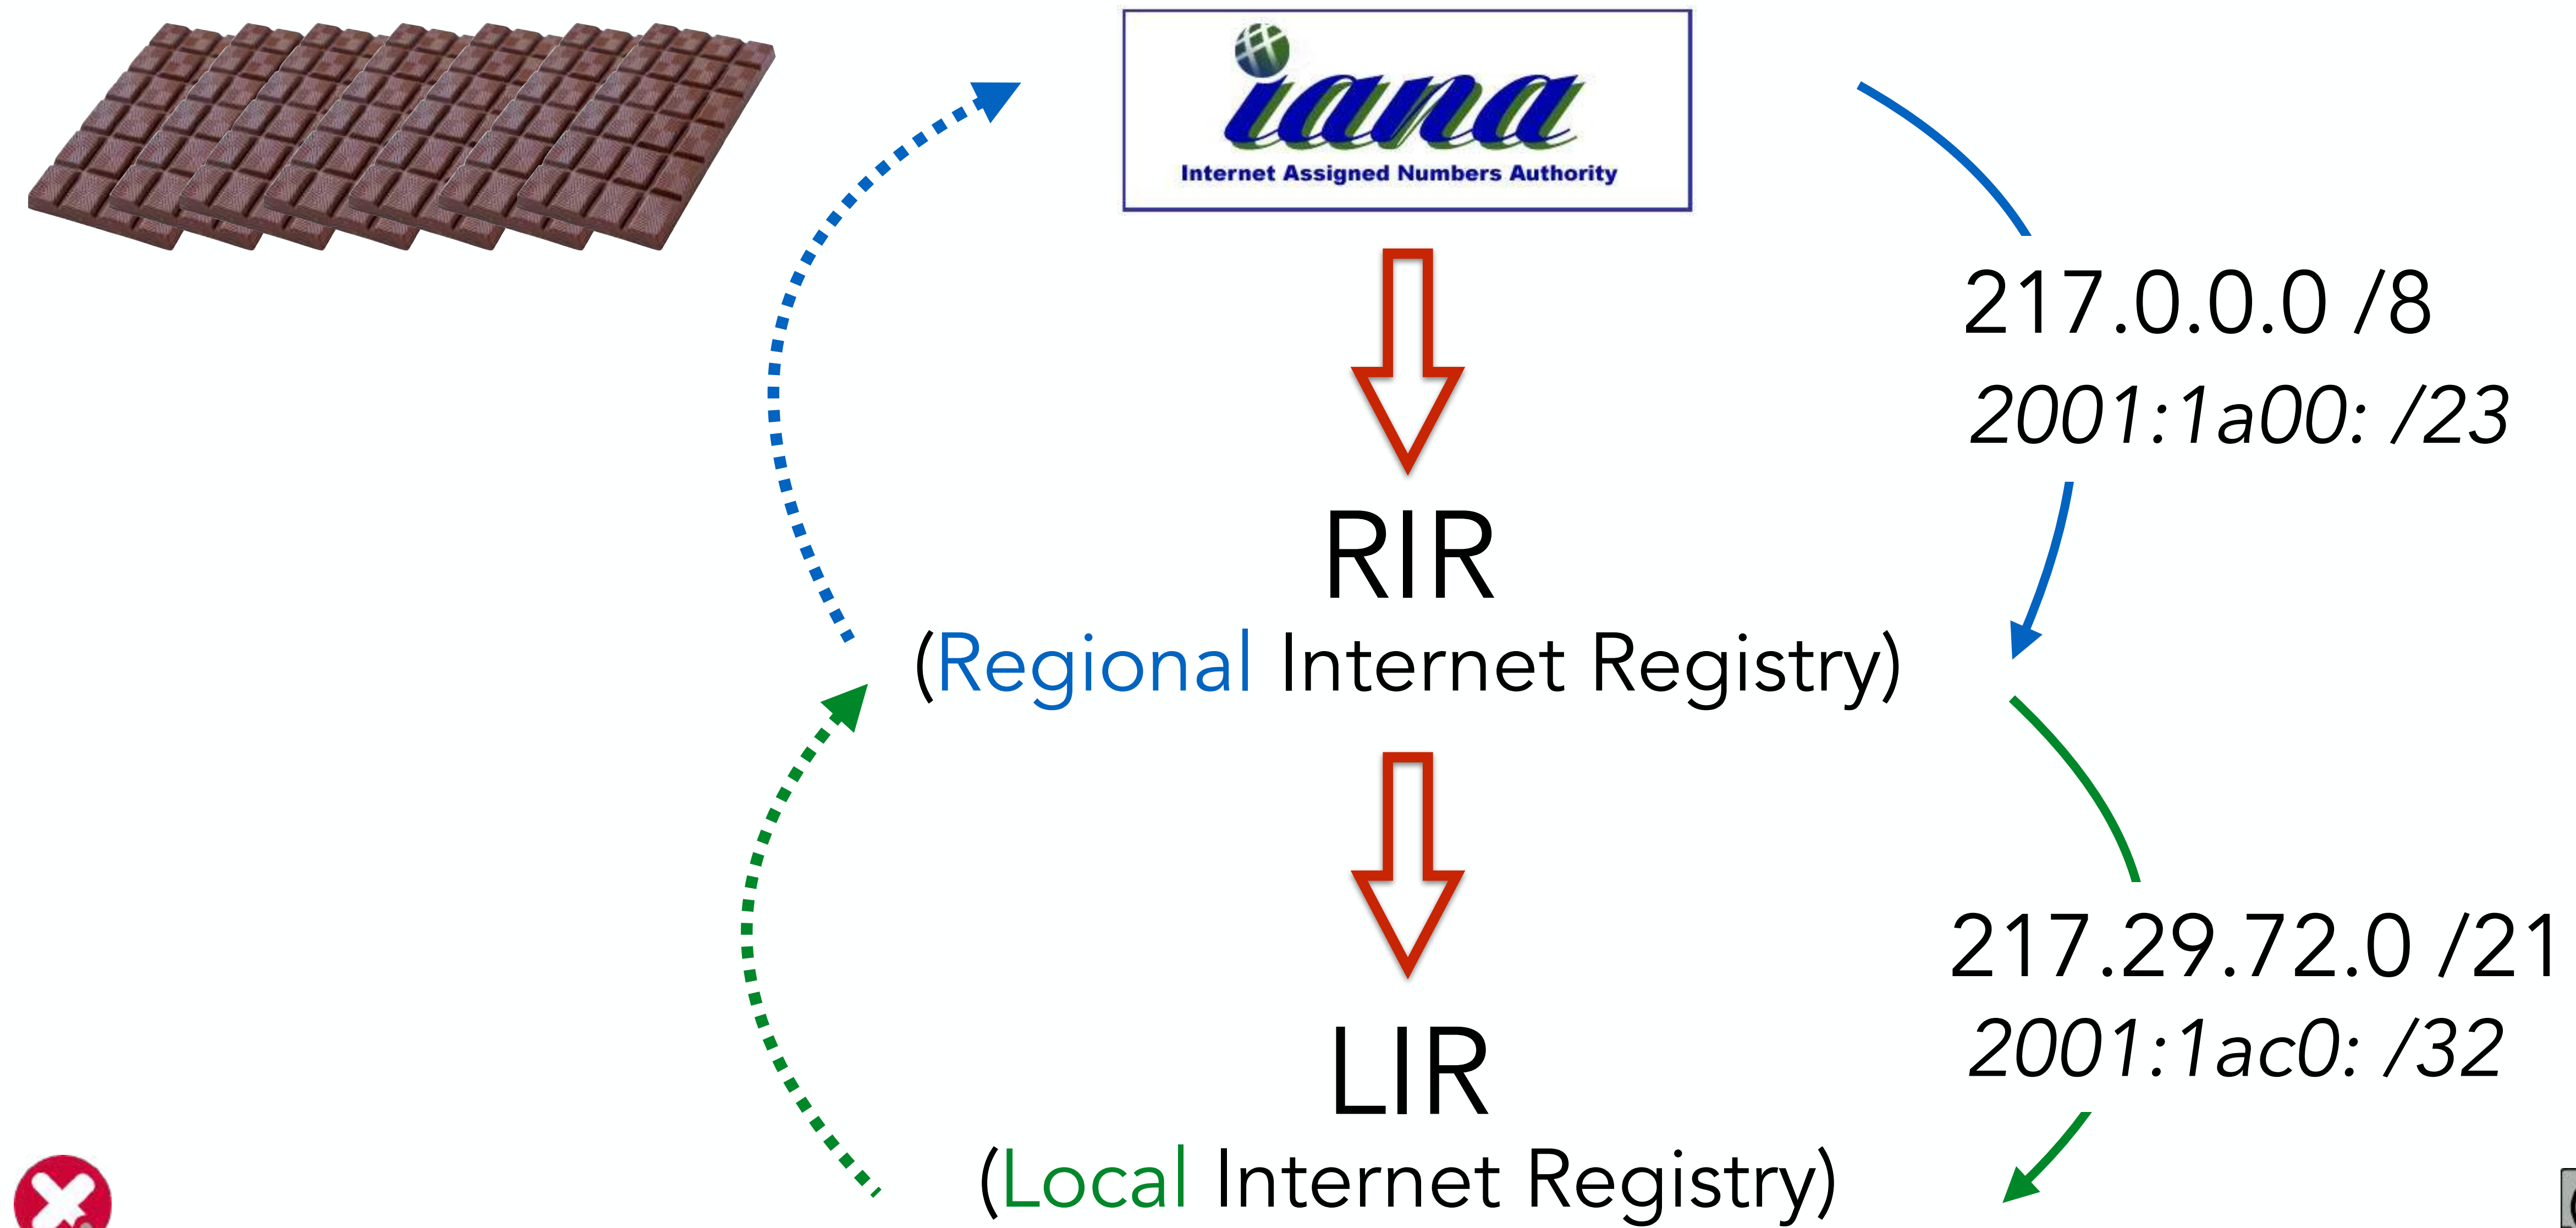 iana
Internet Assigned Numbers Authority
217.0.0.0 /8
2001:1a00: /23
RIR
(Regional Internet Registry)
217.29.72.0 /21
2001:1ac0: /32
LIR
(Local Internet Registry)